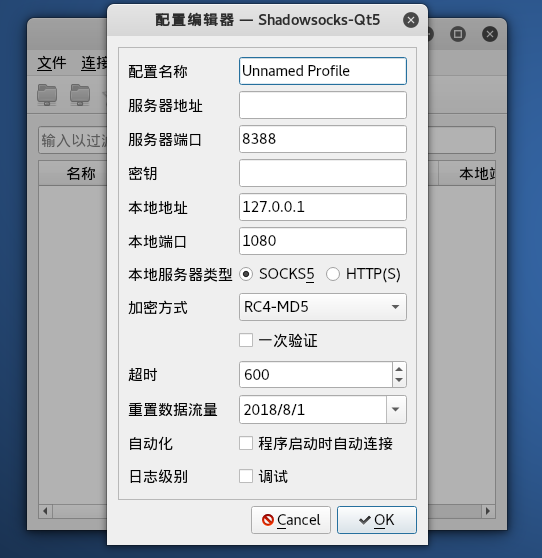 配置编辑器 — Shadowsocks-Qt5
文件 连接
输入以过滤
名称 本地端
配置名称 Unnamed Profile
服务器地址
服务器端口 8388
密钥
本地地址 127.0.0.1
本地端口 1080
本地服务器类型 SOCKS5 HTTP(S)
加密方式 RC4-MD5
一次验证
超时 600
重置数据流量 2018/8/1
自动化 程序启动时自动连接
日志级别 调试
Cancel OK